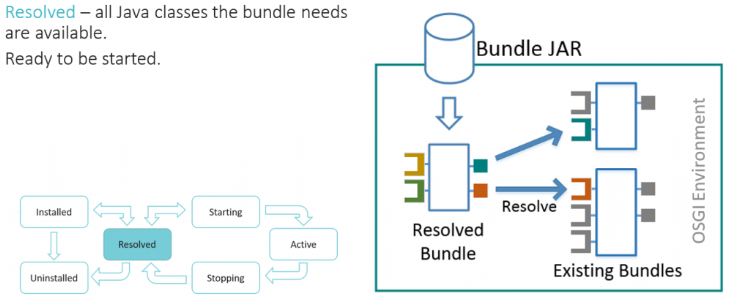 Resolved – all Java classes the bundle needs
are available.
Ready to be started.
Installed
Starting
Resolved
Active
Uninstalled
Stopping
Bundle JAR
Resolve
Resolved
Bundle
Existing Bundles
OSGI Environment